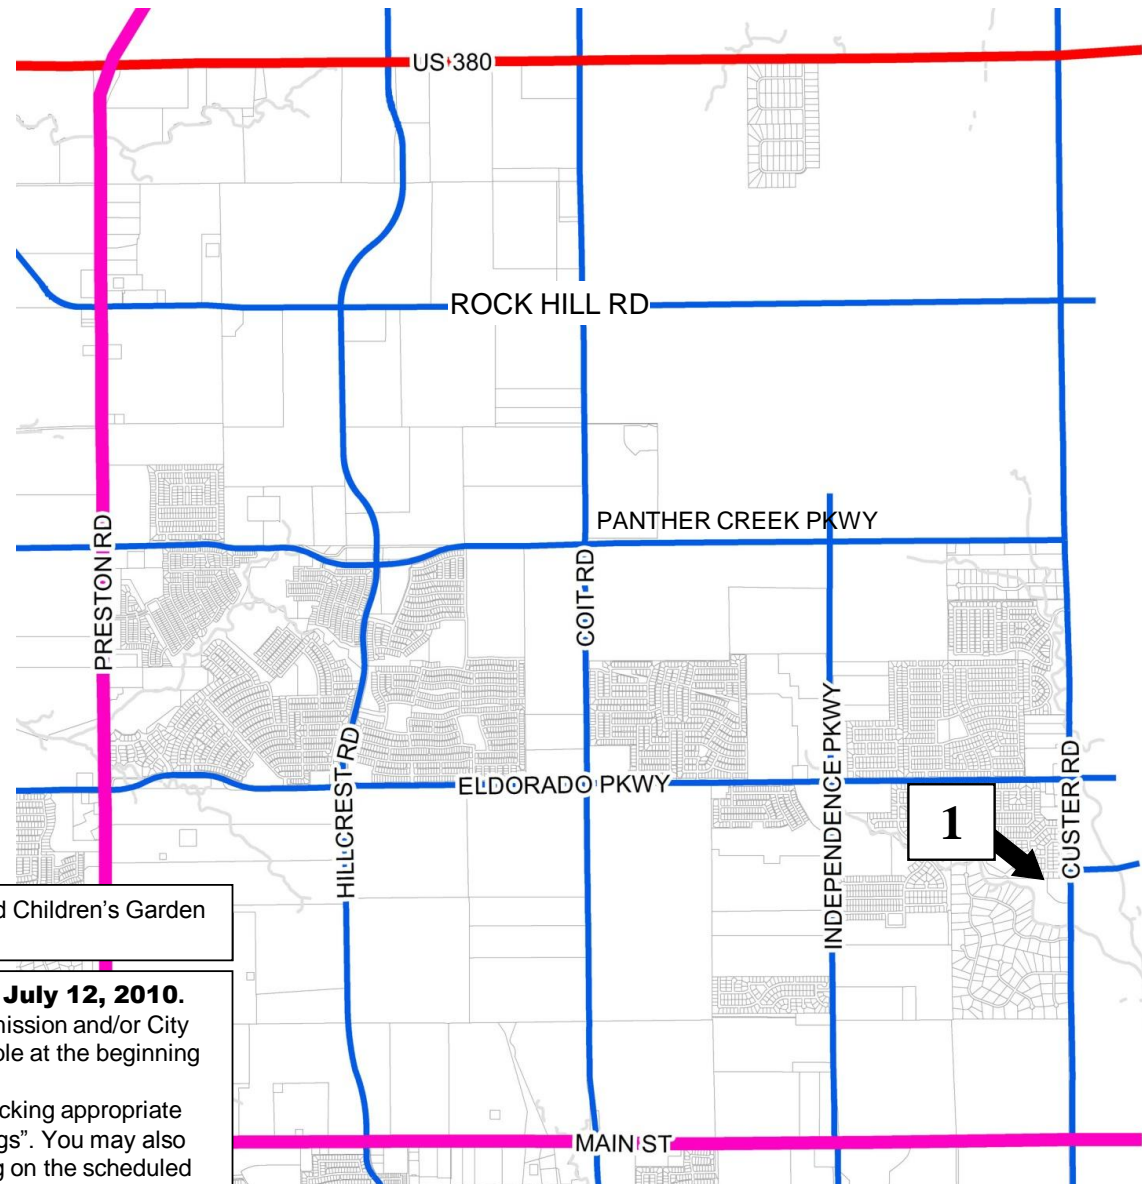 US 380
ROCK HILL RD
PANTHER CREEK PKWY
PRESTON RD
COIT RD
HILLCREST RD
ELDORADO PKWY
INDEPENDENCE PKWY
CUSTER RD
1
d Children's Garden
July 12, 2010.
nission and/or City
ble at the beginning
cking appropriate
gs”. You may also
g on the scheduled
MAIN ST